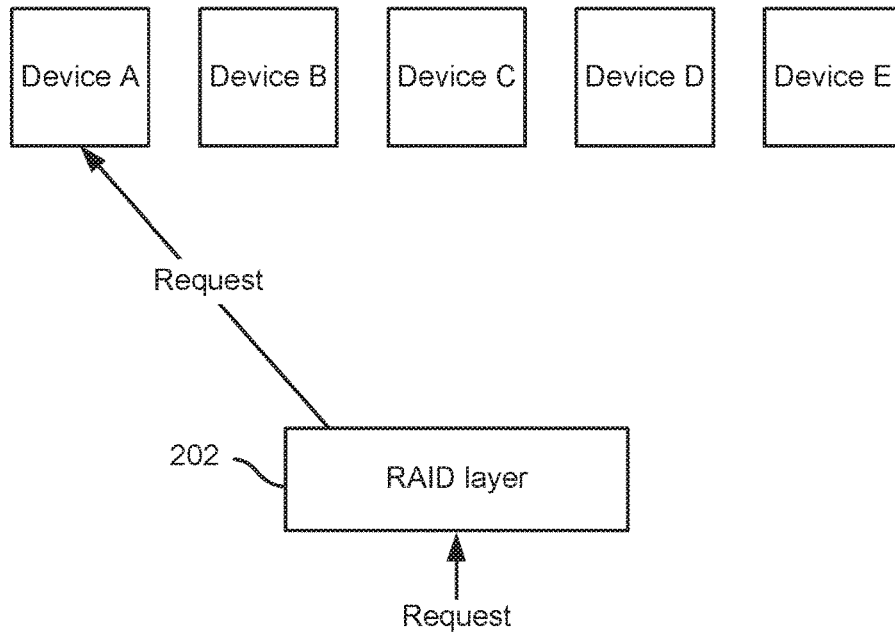 Device A
Device B
Device C
Device D
Device E
Request
202
RAID layer
Request